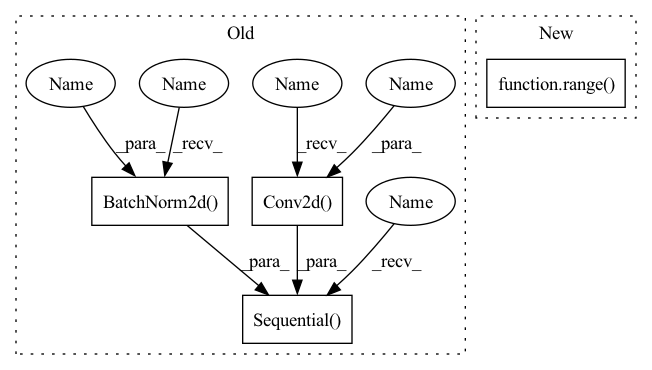 Old
New
Name
Name
Name
Name
function.range()
_para_
_recv_
_recv_
_para_
BatchNorm2d()
Conv2d()
Name
_para_
_para_
_recv_
Sequential()